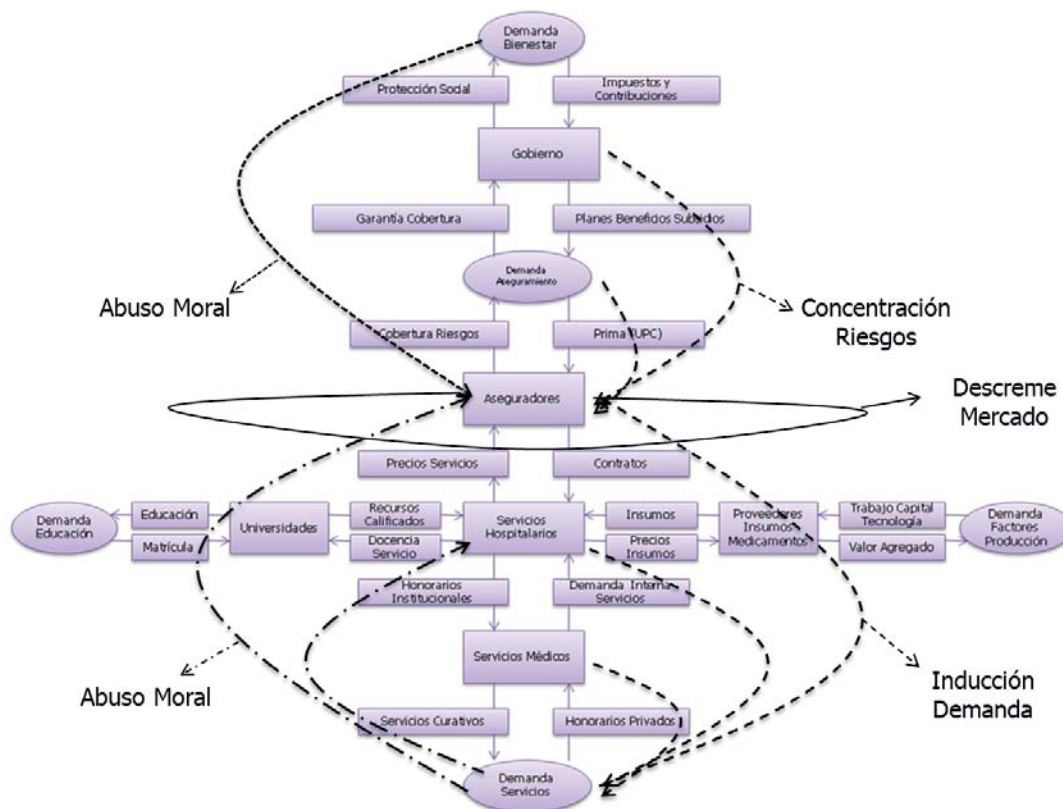 Demanda
Bienestar
Protección Social
Impuestos y
Contribuciones
Gobierno
Garantía Cobertura
Planes Beneficios Subsidios
Abuso Moral
Demanda
Aseguramiento
Concentración
Riesgos
Cobertura Riesgos
Prima (UPC)
Aseguradores
Descreme
Mercado
Precios Servicios
Contratos
Demanda
Educación
Educación
Matrícula
Universidades
Recursos
Calificados
Docencia
Servicio
Servicios
Hospitalarios
Insumos
Precios
Insumos
Proveedores
Insumos
Medicamentos
Trabajo Capital
Tecnología
Valor Agregado
Demanda
Factores
Producción
Honorarios
Institucionales
Demanda Interna
Servicios
Servicios Médicos
Abuso Moral
Inducción
Demanda
Servicios Curativos
Honorarios Privados
Demanda
Servicios